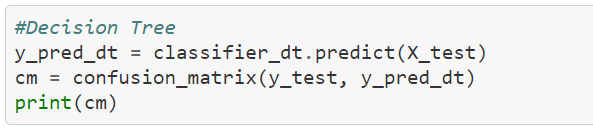 #Decision Tree
y_pred_dt = classifier_dt.predict(X_test)
cm = confusion_matrix(y_test, y_pred_dt)
print(cm)